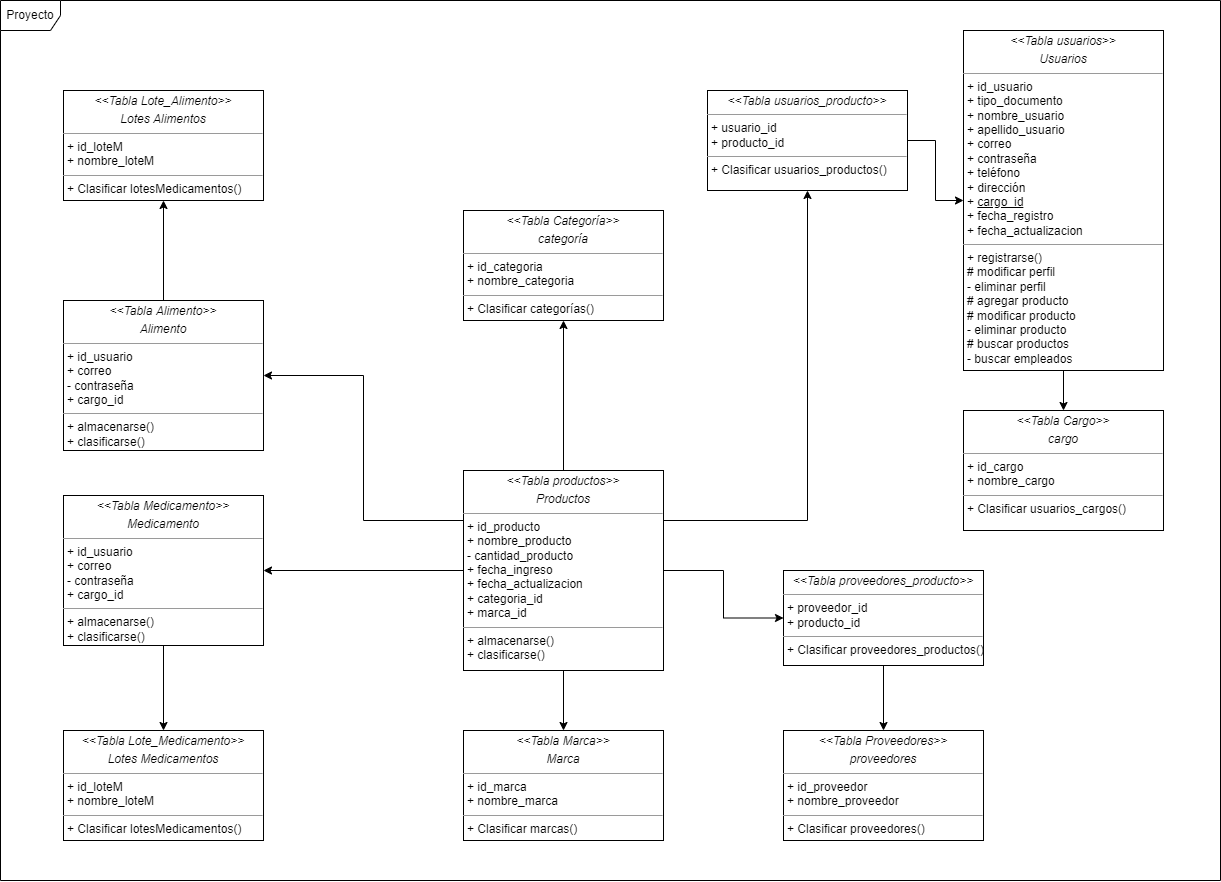 Proyecto
<<Tabla usuarios>>
Usuarios
+ id_usuario
+ tipo_documento
+ nombre_usuario
+ apellido_usuario
+ correo
+ contraseña
+ teléfono
+ dirección
+ cargo_id
+ fecha_registro
+ fecha_actualizacion
+ registrarse()
# modificar perfil
- eliminar perfil
# agregar producto
# modificar producto
- eliminar producto
# buscar productos
- buscar empleados
<<Tabla Lote_Alimento>>
Lotes Alimentos
+ id_loteM
+ nombre_loteM
+ Clasificar lotesMedicamentos()
<<Tabla usuarios_producto>>
+ usuario_id
+ producto_id
+ Clasificar usuarios_productos()
<<Tabla Categoría>>
categoría
+ id_categoria
+ nombre_categoria
+ Clasificar categorías()
<<Tabla Alimento>>
Alimento
+ id_usuario
+ correo
- contraseña
+ cargo_id
+ almacenarse()
+ clasificarse()
<<Tabla Cargo>>
cargo
+ id_cargo
+ nombre_cargo
+ Clasificar usuarios_cargos()
<<Tabla productos>>
Productos
+ id_producto
+ nombre_producto
- cantidad_producto
+ fecha_ingreso
+ fecha_actualizacion
+ categoria_id
+ marca_id
+ almacenarse()
+ clasificarse()
<<Tabla Medicamento>>
Medicamento
+ id_usuario
+ correo
- contraseña
+ cargo_id
+ almacenarse()
+ clasificarse()
<<Tabla proveedores_producto>>
+ proveedor_id
+ producto_id
+ Clasificar proveedores_productos()
<<Tabla Lote_Medicamento>>
Lotes Medicamentos
+ id_loteM
+ nombre_loteM
+ Clasificar lotesMedicamentos()
<<Tabla Marca>>
Marca
+ id_marca
+ nombre_marca
+ Clasificar marcas()
<<Tabla Proveedores>>
proveedores
+ id_proveedor
+ nombre_proveedor
+ Clasificar proveedores()